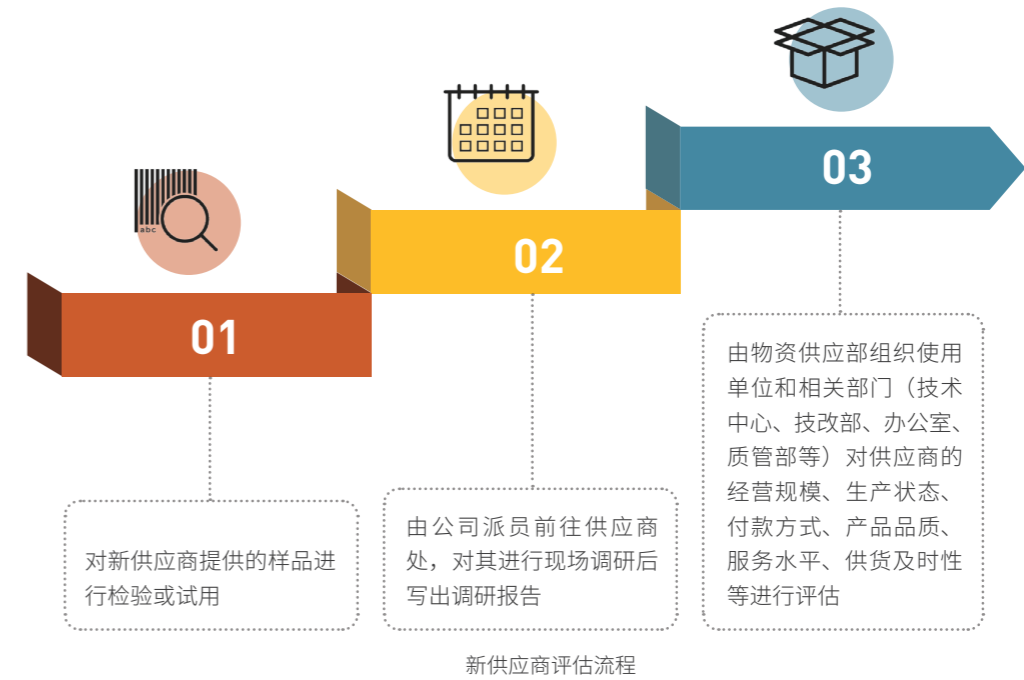 abc
01
对新供应商提供的样品进
行检验或试用
02
由公司派员前往供应商
处，对其进行现场调研后
写出调研报告
03
由物资供应部组织使用
单位和相关部门（技术
中心、技改部、办公室、
质管部等）对供应商的
经营规模、生产状态、
付款方式、产品品质、
服务水平、供货及时性
等进行评估
新供应商评估流程